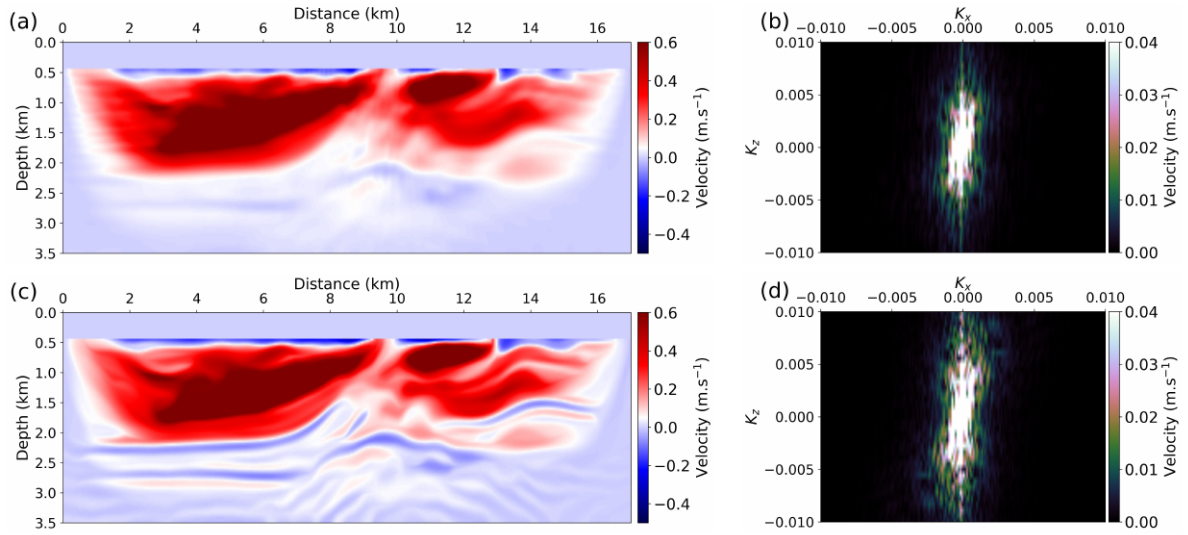 (a)
Distance (km)
0 2 4 6 8 10 12 14 16
Depth (km)
0.0
0.5
1.0
1.5
2.0
2.5
3.0
3.5
0.6
0.4
0.2
0.0
−0.2
−0.4
Velocity (m.s⁻¹)
(b)
Kₓ
−0.010 −0.005 0.000 0.005 0.010
K_z
0.010
0.005
0.000
−0.005
−0.010
0.04
0.03
0.02
0.01
0.00
Velocity (m.s⁻¹)
(c)
Distance (km)
0 2 4 6 8 10 12 14 16
Depth (km)
0.0
0.5
1.0
1.5
2.0
2.5
3.0
3.5
0.6
0.4
0.2
0.0
−0.2
−0.4
Velocity (m.s⁻¹)
(d)
Kₓ
−0.010 −0.005 0.000 0.005 0.010
K_z
0.010
0.005
0.000
−0.005
−0.010
0.04
0.03
0.02
0.01
0.00
Velocity (m.s⁻¹)